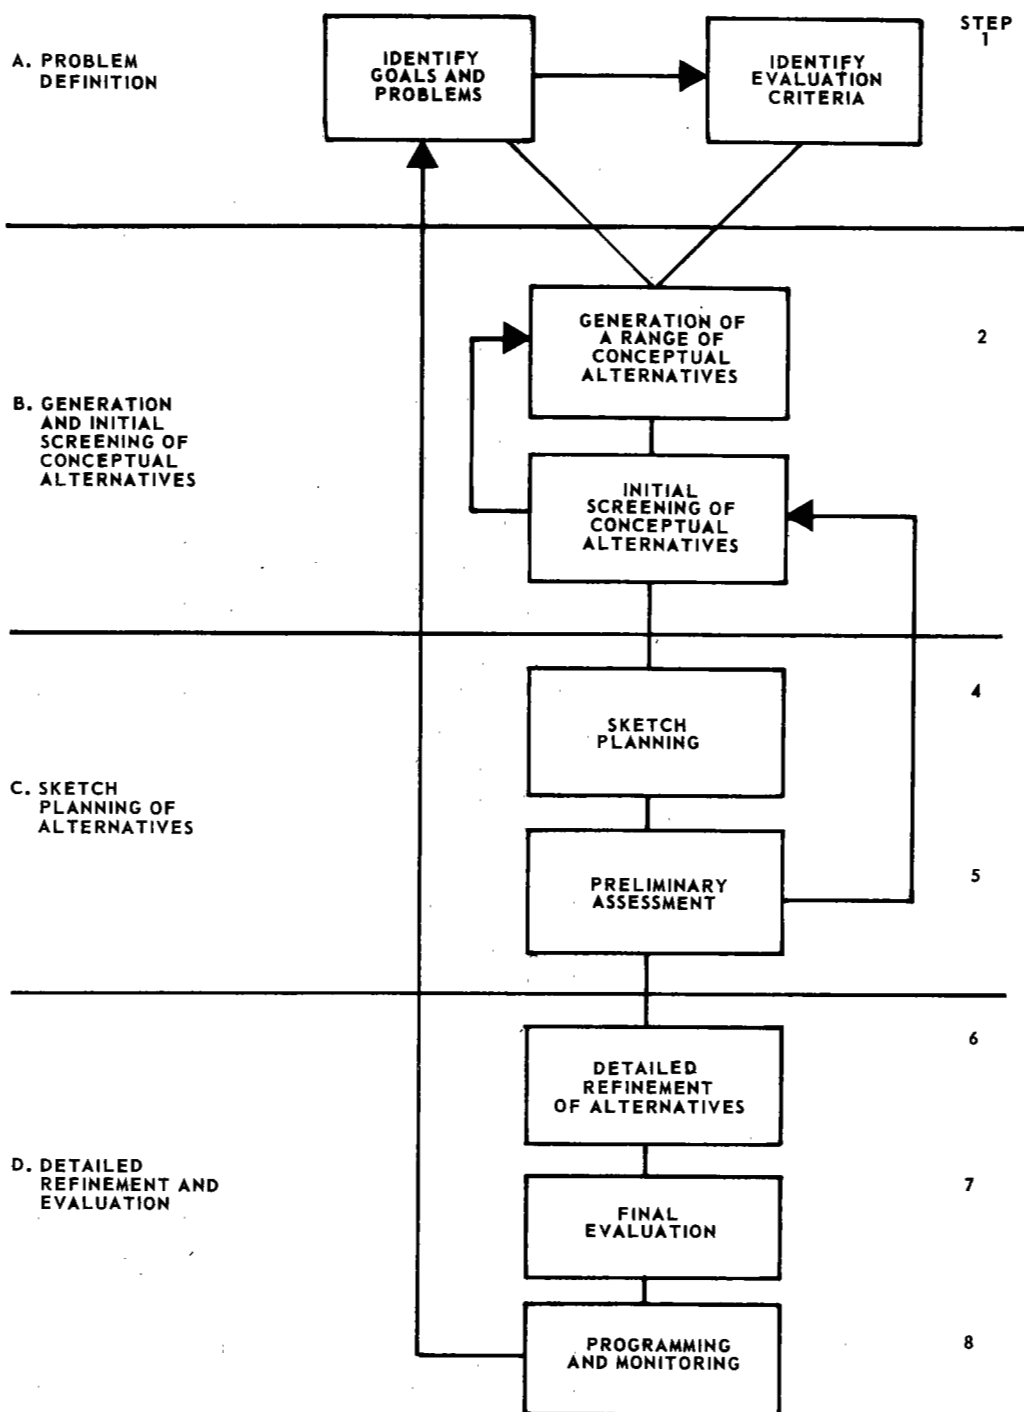 STEP
1
A. PROBLEM
DEFINITION
IDENTIFY
GOALS AND
PROBLEMS
IDENTIFY
EVALUATION
CRITERIA
B. GENERATION
AND INITIAL
SCREENING OF
CONCEPTUAL
ALTERNATIVES
GENERATION OF
A RANGE OF
CONCEPTUAL
ALTERNATIVES
2
INITIAL
SCREENING OF
CONCEPTUAL
ALTERNATIVES
C. SKETCH
PLANNING OF
ALTERNATIVES
SKETCH
PLANNING
4
PRELIMINARY
ASSESSMENT
5
D. DETAILED
REFINEMENT AND
EVALUATION
DETAILED
REFINEMENT
OF ALTERNATIVES
6
FINAL
EVALUATION
7
PROGRAMMING
AND MONITORING
8